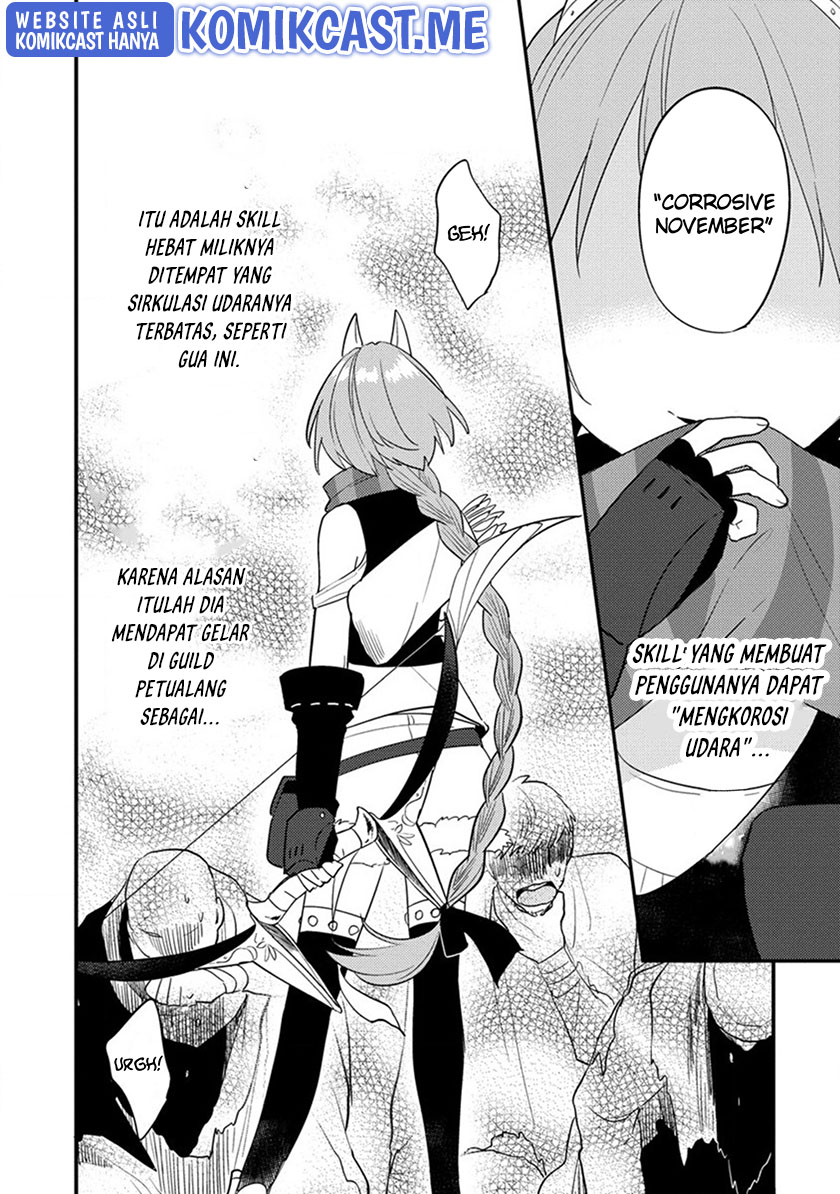 WEBSITE ASLI
KOMIKCAST HANYA
KOMIKCAST.ME
"CORROSIVE
NOVEMBER"
SKILL YANG MEMBUAT
PENGGUNANYA DAPAT
"MENGKOROSI
UDARA"...
GEH!
ITU ADALAH SKILL
HEBAT MILIKNYA
DITEMPAT YANG
SIRKULASI UDARANYA
TERBATAS, SEPERTI
GUA INI.
KARENA ALASAN
ITULAH DIA
MENDAPAT GELAR
DI GUILD
PETUALANG
SEBAGAI...
URGH!